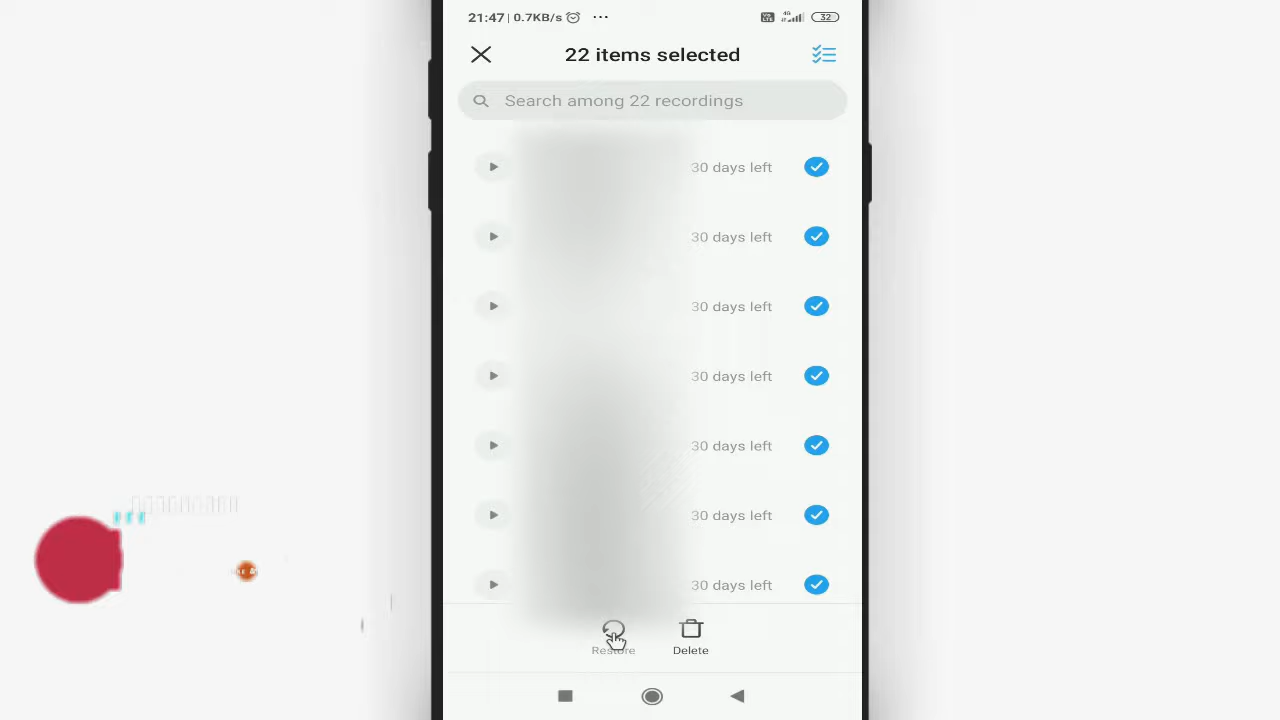 21:47 | 0.7KB/s ...
32
22 items selected
Search among 22 recordings
30 days left
30 days left
30 days left
30 days left
30 days left
30 days left
30 days left
Restore
Delete